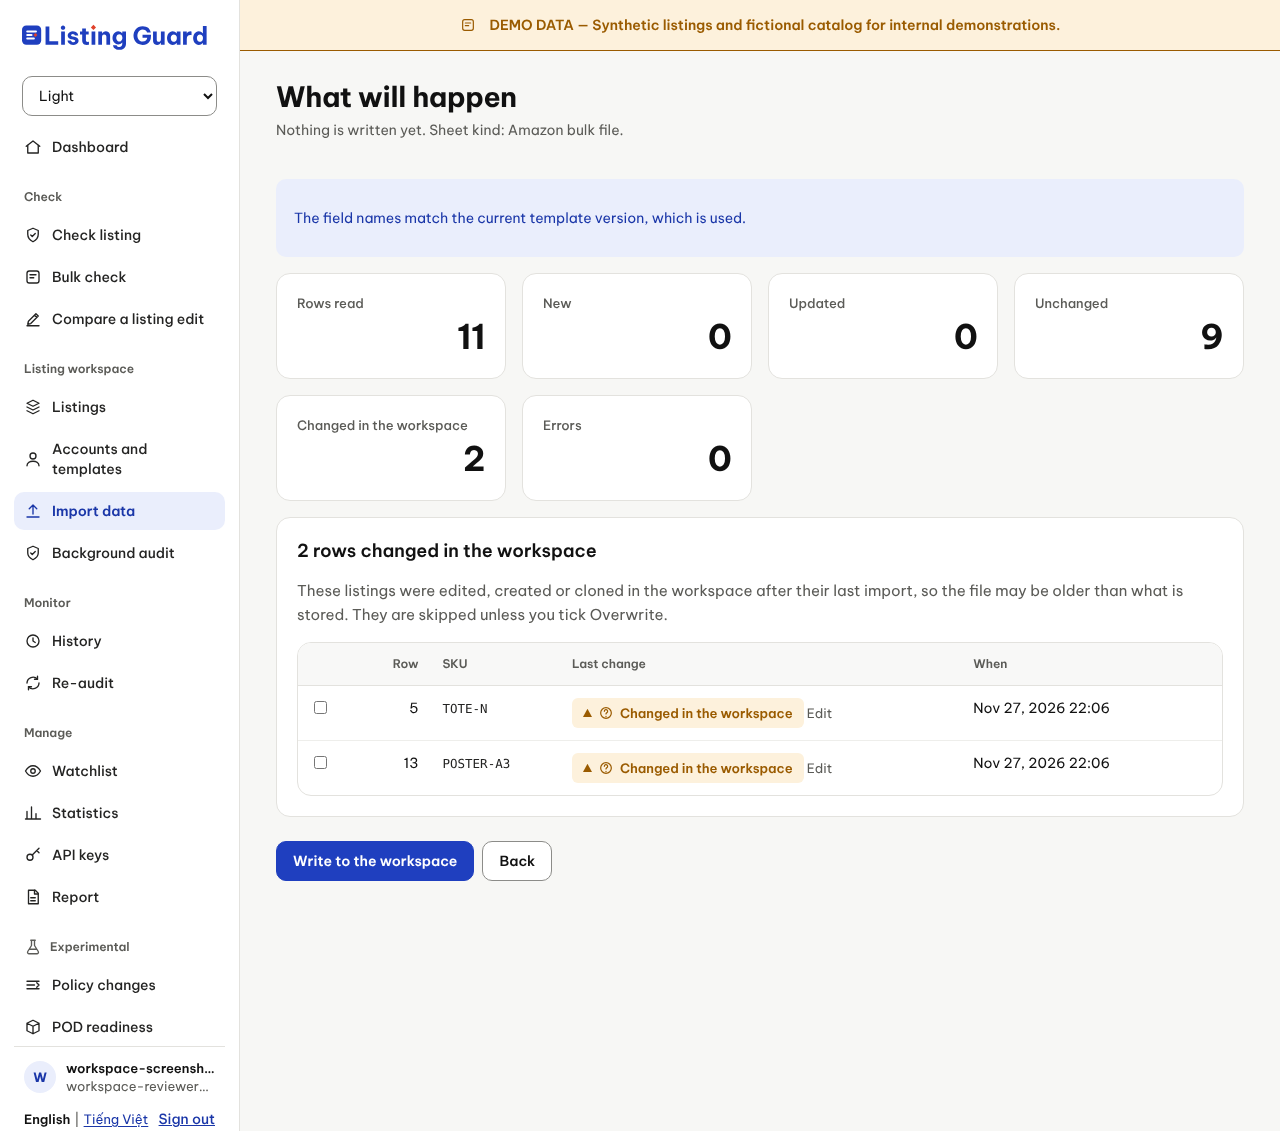 Listing Guard
Light
Dashboard
Check
Check listing
Bulk check
Compare a listing edit
Listing workspace
Listings
Accounts and
templates
Import data
Background audit
Monitor
History
Re-audit
Manage
Watchlist
Statistics
API keys
Report
Experimental
Policy changes
POD readiness
W
workspace-screensh...
workspace-reviewer...
English | Tiếng Việt Sign out
DEMO DATA — Synthetic listings and fictional catalog for internal demonstrations.
What will happen
Nothing is written yet. Sheet kind: Amazon bulk file.
The field names match the current template version, which is used.
Rows read
11
New
0
Updated
0
Unchanged
9
Changed in the workspace
2
Errors
0
2 rows changed in the workspace
These listings were edited, created or cloned in the workspace after their last import, so the file may be older than what is
stored. They are skipped unless you tick Overwrite.
Row SKU Last change When
5 TOTE-N Changed in the workspace Edit Nov 27, 2026 22:06
13 POSTER-A3 Changed in the workspace Edit Nov 27, 2026 22:06
Write to the workspace Back